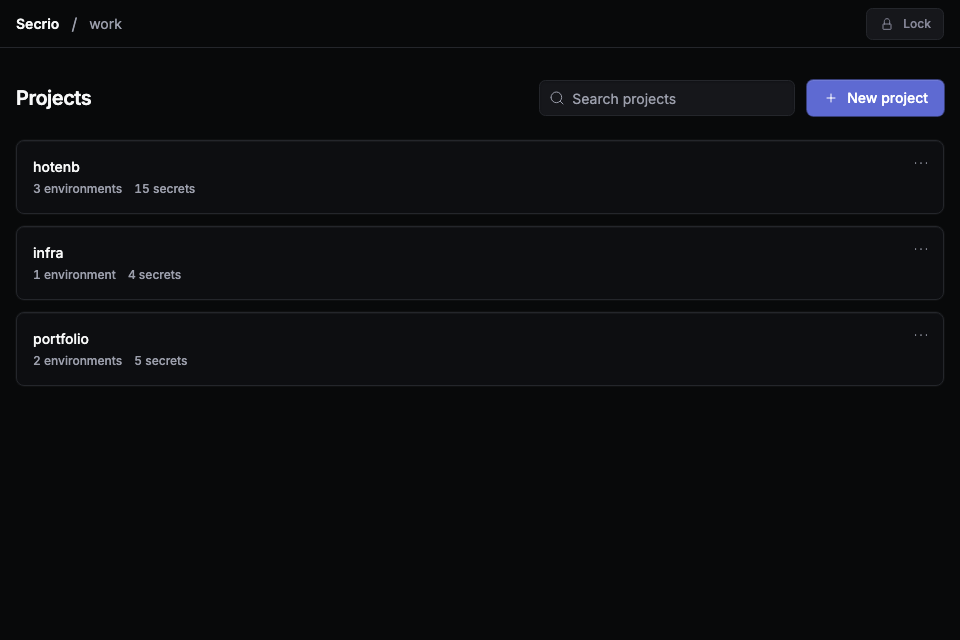 Secrio / work
Lock
Projects
Search projects
+ New project
hotenb
...
3 environments 15 secrets
infra
...
1 environment 4 secrets
portfolio
...
2 environments 5 secrets